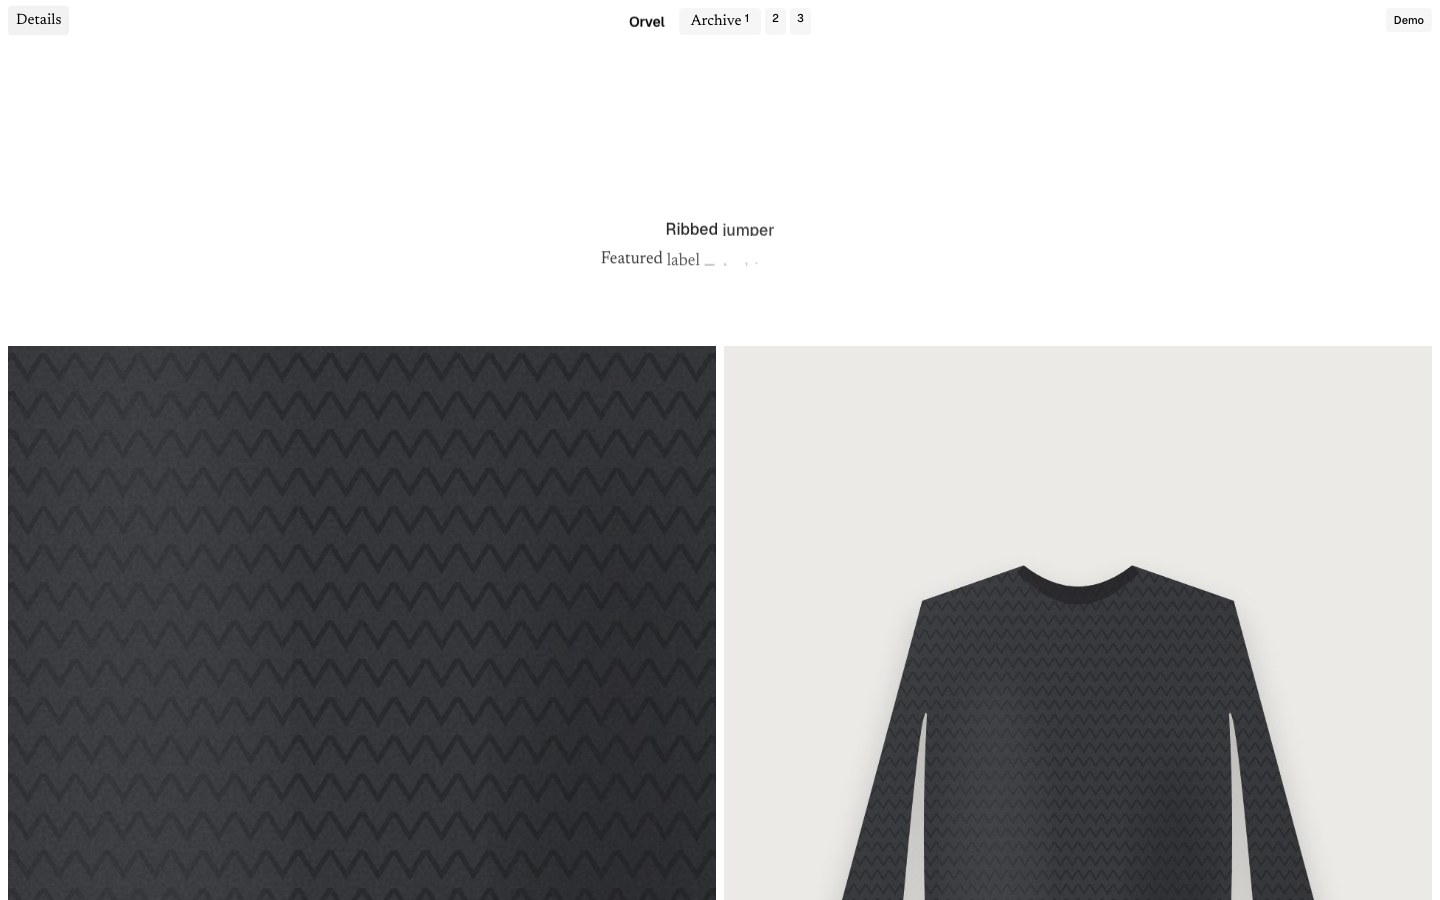 Details
Orvel
Archive 1
2
3
Demo
Ribbed jumper
Featured label